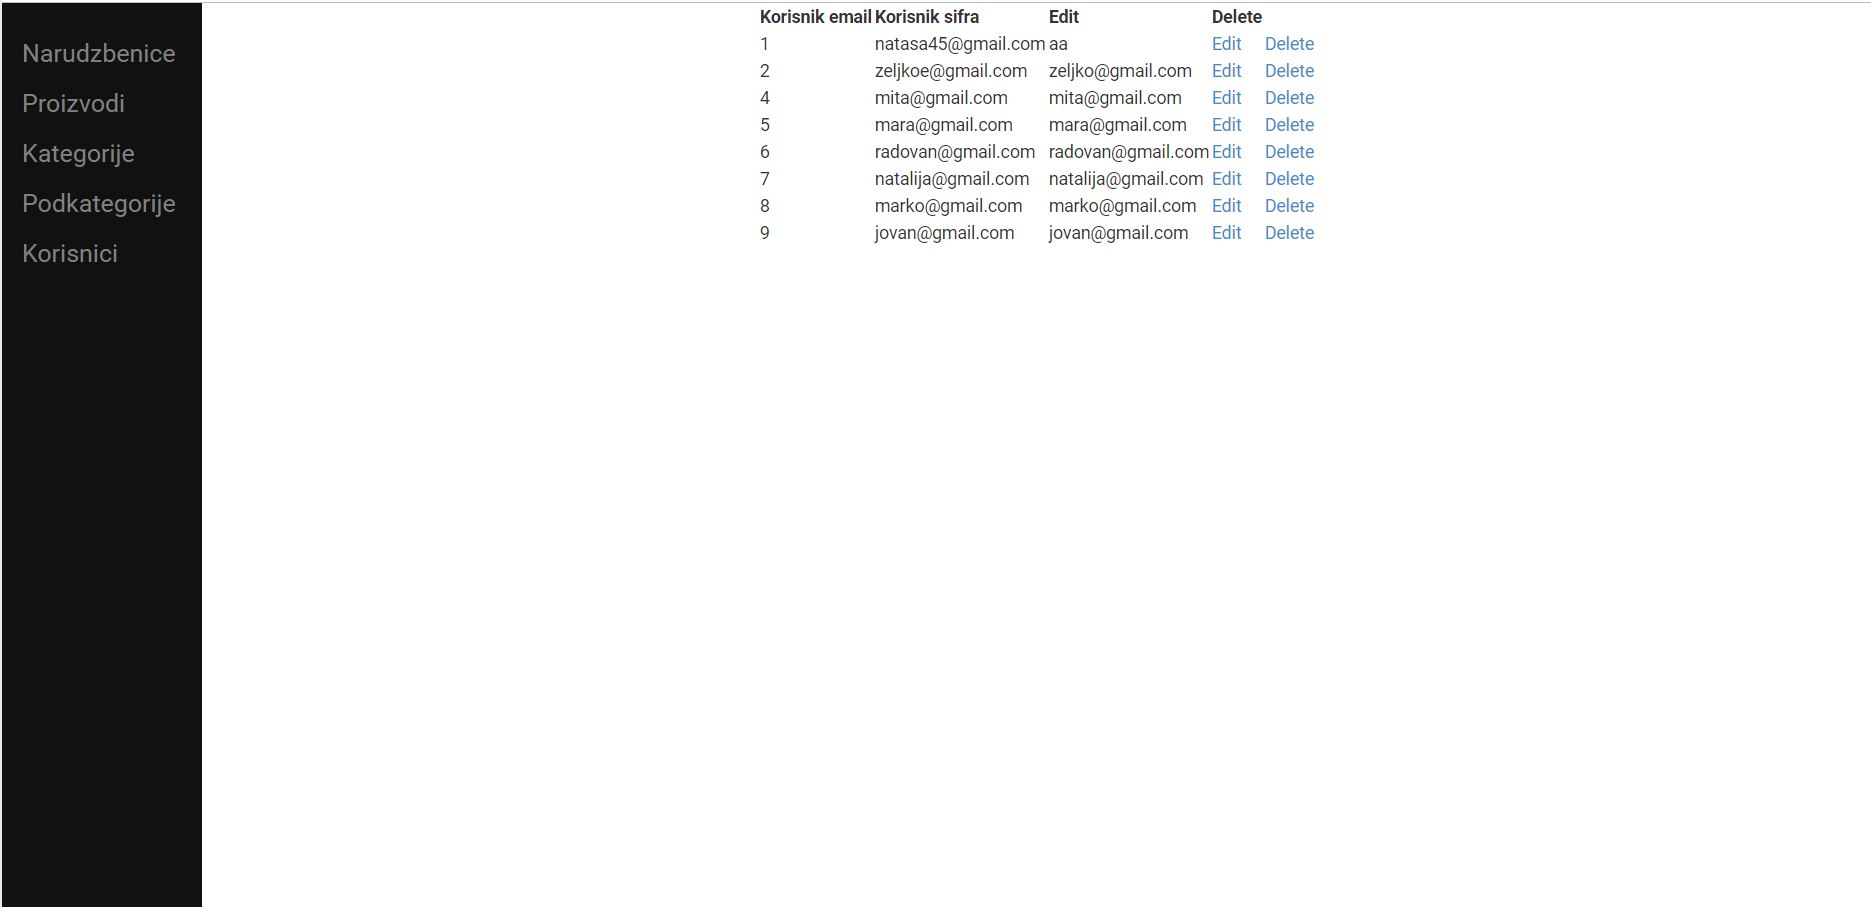 Narudzbenice
Proizvodi
Kategorije
Podkategorije
Korisnici
Korisnik email Korisnik sifra Edit Delete
1 natasa45@gmail.com aa Edit Delete
2 zeljkoe@gmail.com zeljko@gmail.com Edit Delete
4 mita@gmail.com mita@gmail.com Edit Delete
5 mara@gmail.com mara@gmail.com Edit Delete
6 radovan@gmail.com radovan@gmail.com Edit Delete
7 natalija@gmail.com natalija@gmail.com Edit Delete
8 marko@gmail.com marko@gmail.com Edit Delete
9 jovan@gmail.com jovan@gmail.com Edit Delete